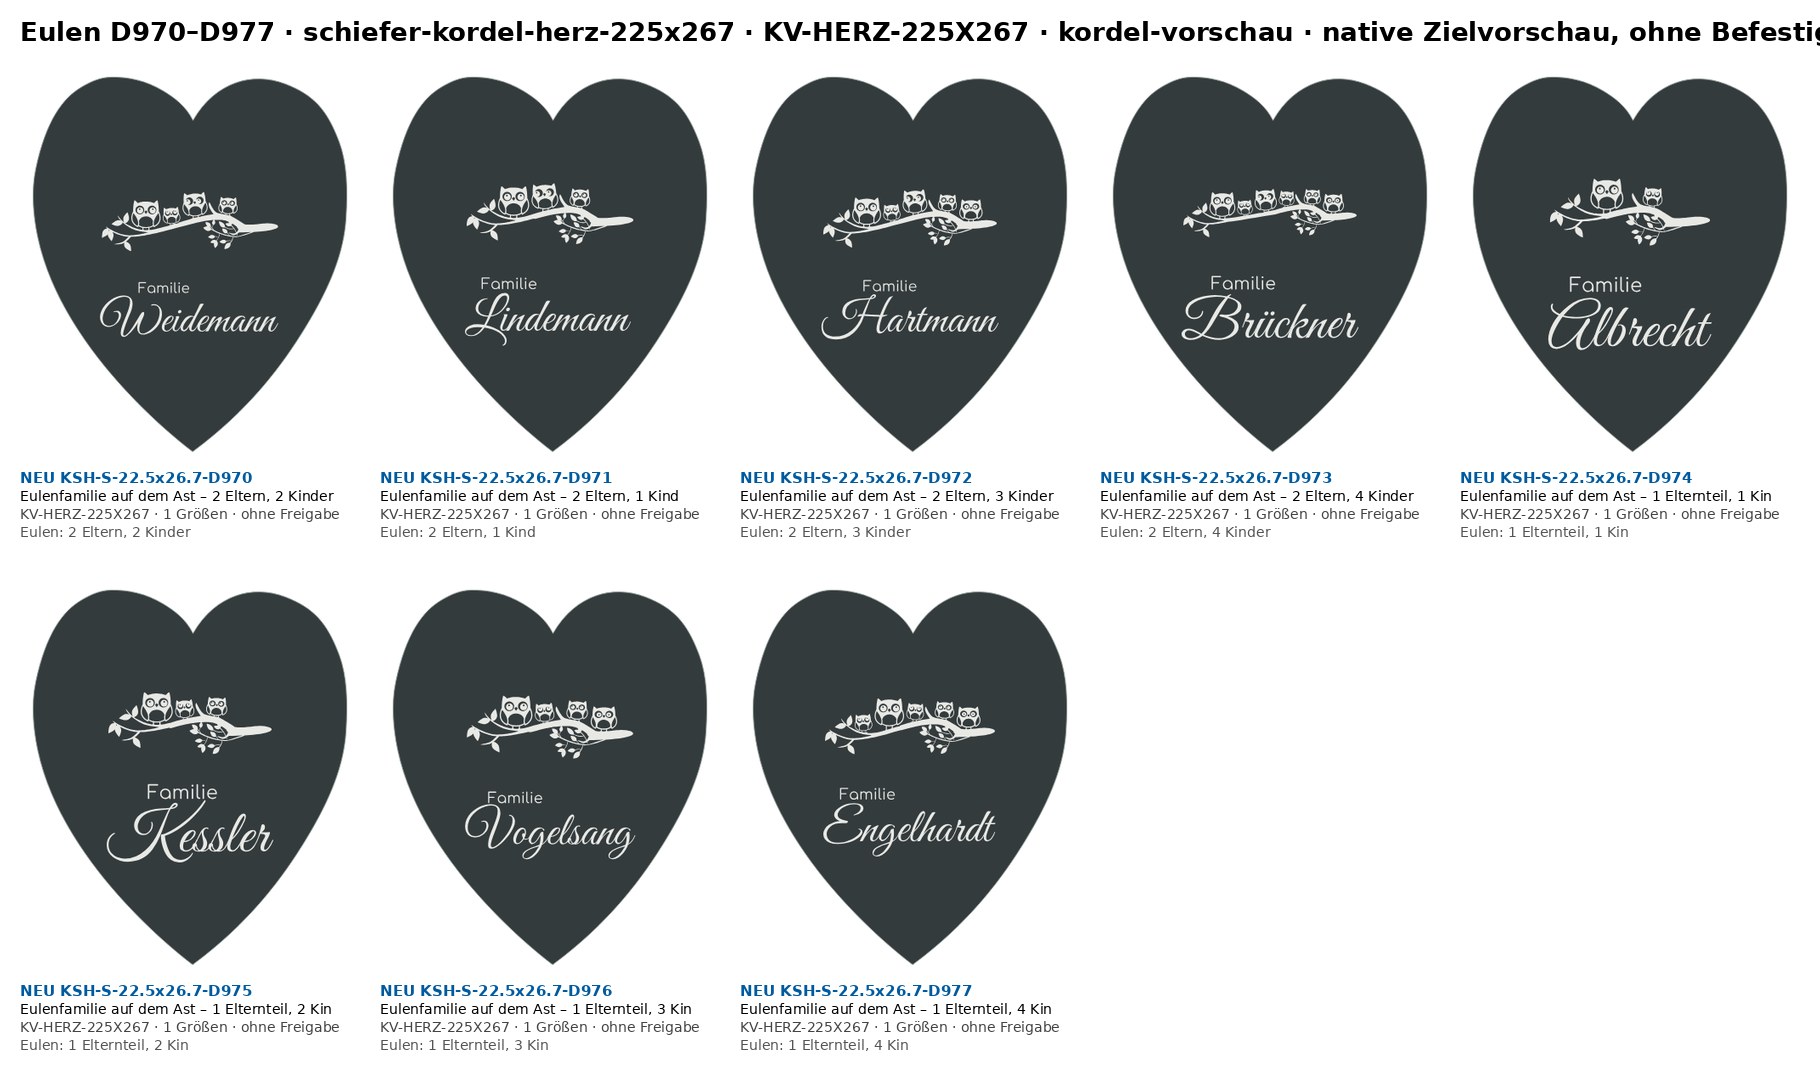 Eulen D970–D977 · schiefer-kordel-herz-225x267 · KV-HERZ-225X267 · kordel-vorschau · native Zielvorschau, ohne
Familie
Weidemann
Familie
Lindemann
Familie
Hartmann
Familie
Brückner
Familie
Albrecht
NEU KSH-S-22.5x26.7-D970
Eulenfamilie auf dem Ast – 2 Eltern, 2 Kinder
KV-HERZ-225X267 · 1 Größen · ohne Freigabe
Eulen: 2 Eltern, 2 Kinder
NEU KSH-S-22.5x26.7-D971
Eulenfamilie auf dem Ast – 2 Eltern, 1 Kind
KV-HERZ-225X267 · 1 Größen · ohne Freigabe
Eulen: 2 Eltern, 1 Kind
NEU KSH-S-22.5x26.7-D972
Eulenfamilie auf dem Ast – 2 Eltern, 3 Kinder
KV-HERZ-225X267 · 1 Größen · ohne Freigabe
Eulen: 2 Eltern, 3 Kinder
NEU KSH-S-22.5x26.7-D973
Eulenfamilie auf dem Ast – 2 Eltern, 4 Kinder
KV-HERZ-225X267 · 1 Größen · ohne Freigabe
Eulen: 2 Eltern, 4 Kinder
NEU KSH-S-22.5x26.7-D974
Eulenfamilie auf dem Ast – 1 Elternteil, 1 Kin
KV-HERZ-225X267 · 1 Größen · ohne Freigabe
Eulen: 1 Elternteil, 1 Kin
Familie
Kessler
Familie
Vogelsang
Familie
Engelhardt
NEU KSH-S-22.5x26.7-D975
Eulenfamilie auf dem Ast – 1 Elternteil, 2 Kin
KV-HERZ-225X267 · 1 Größen · ohne Freigabe
Eulen: 1 Elternteil, 2 Kin
NEU KSH-S-22.5x26.7-D976
Eulenfamilie auf dem Ast – 1 Elternteil, 3 Kin
KV-HERZ-225X267 · 1 Größen · ohne Freigabe
Eulen: 1 Elternteil, 3 Kin
NEU KSH-S-22.5x26.7-D977
Eulenfamilie auf dem Ast – 1 Elternteil, 4 Kin
KV-HERZ-225X267 · 1 Größen · ohne Freigabe
Eulen: 1 Elternteil, 4 Kin